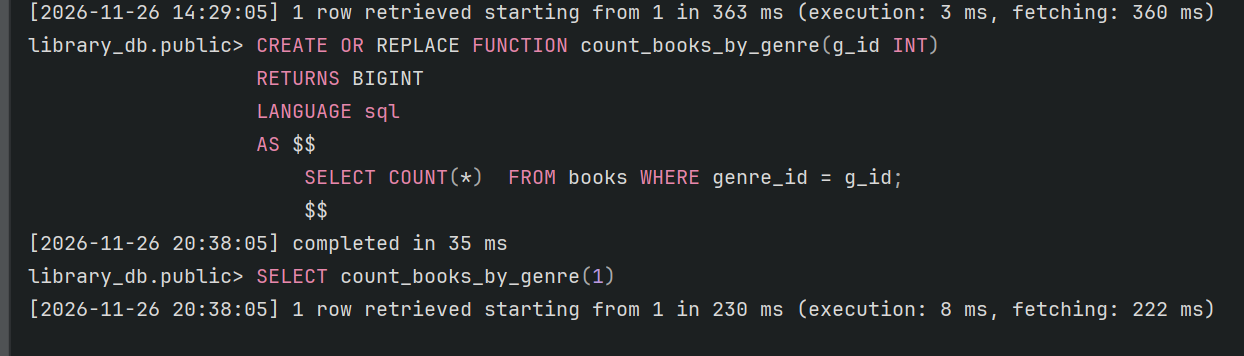 [2026-11-26 14:29:05] 1 row retrieved starting from 1 in 363 ms (execution: 3 ms, fetching: 360 ms)
library_db.public> CREATE OR REPLACE FUNCTION count_books_by_genre(g_id INT)
                   RETURNS BIGINT
                   LANGUAGE sql
                   AS $$
                       SELECT COUNT(*)  FROM books WHERE genre_id = g_id;
                       $$
[2026-11-26 20:38:05] completed in 35 ms
library_db.public> SELECT count_books_by_genre(1)
[2026-11-26 20:38:05] 1 row retrieved starting from 1 in 230 ms (execution: 8 ms, fetching: 222 ms)